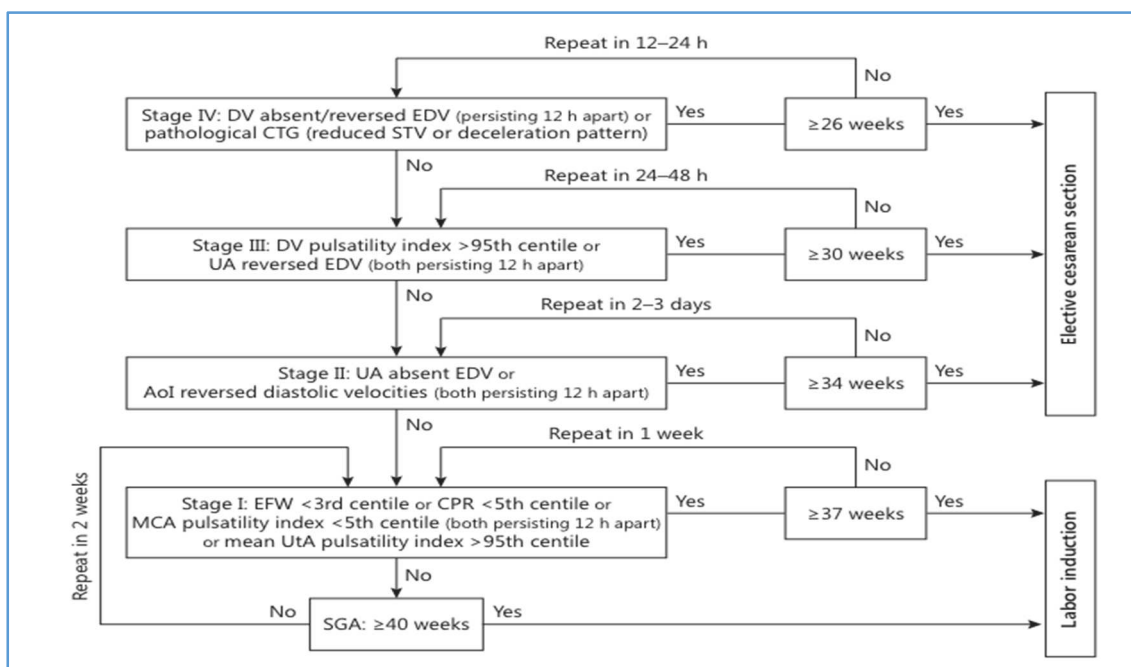 Repeat in 12–24 h
No
Stage IV: DV absent/reversed EDV (persisting 12 h apart) or
pathological CTG (reduced STV or deceleration pattern)
Yes
≥26 weeks
Yes
No
Repeat in 24–48 h
No
Stage III: DV pulsatility index >95th centile or
UA reversed EDV (both persisting 12 h apart)
Yes
≥30 weeks
Yes
Elective cesarean section
No
Repeat in 2–3 days
No
Stage II: UA absent EDV or
AoI reversed diastolic velocities (both persisting 12 h apart)
Yes
≥34 weeks
Yes
No
Repeat in 1 week
No
Repeat in 2 weeks
Stage I: EFW <3rd centile or CPR <5th centile or
MCA pulsatility index <5th centile (both persisting 12 h apart)
or mean UtA pulsatility index >95th centile
Yes
≥37 weeks
Yes
Labor induction
No
No
SGA: ≥40 weeks
Yes